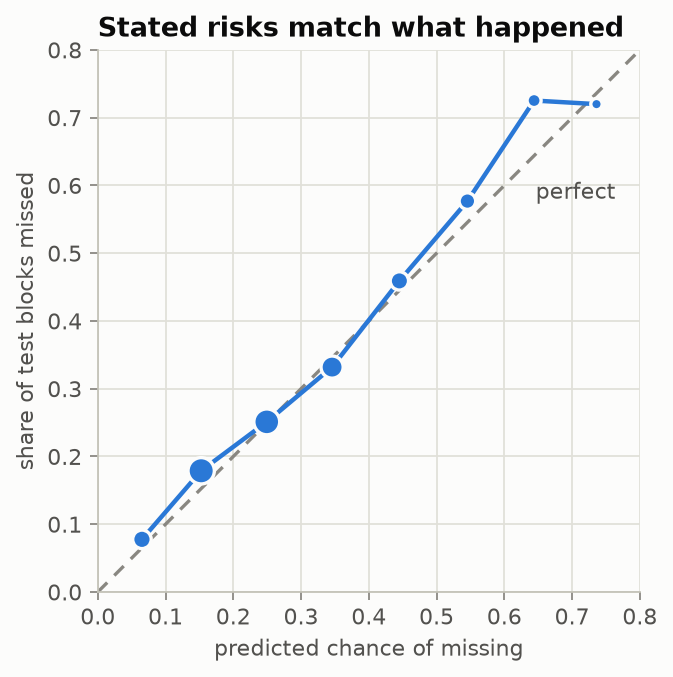 Stated risks match what happened
0.8
0.7
0.6
0.5
0.4
0.3
0.2
0.1
0.0
share of test blocks missed
perfect
0.0 0.1 0.2 0.3 0.4 0.5 0.6 0.7 0.8
predicted chance of missing